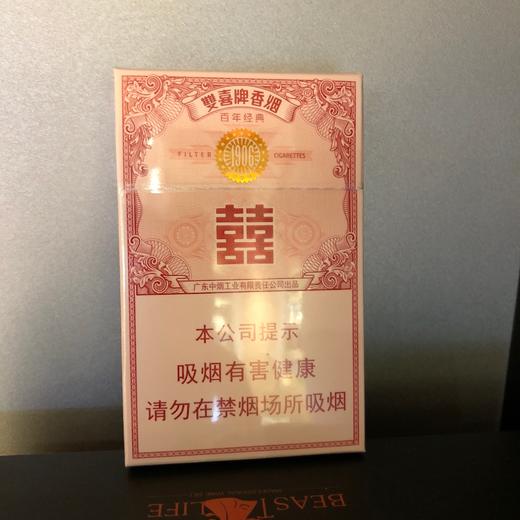 雙喜牌香烟
百年经典
FILTER CIGARETTES
1906
囍
广东中烟工业有限责任公司出品
本公司提示
吸烟有害健康
请勿在禁烟场所吸烟
BEAST LIFE